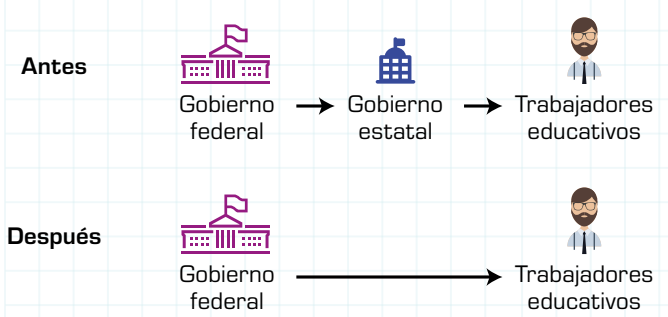 Antes
Gobierno
federal
Gobierno
estatal
Trabajadores
educativos
Después
Gobierno
federal
Trabajadores
educativos